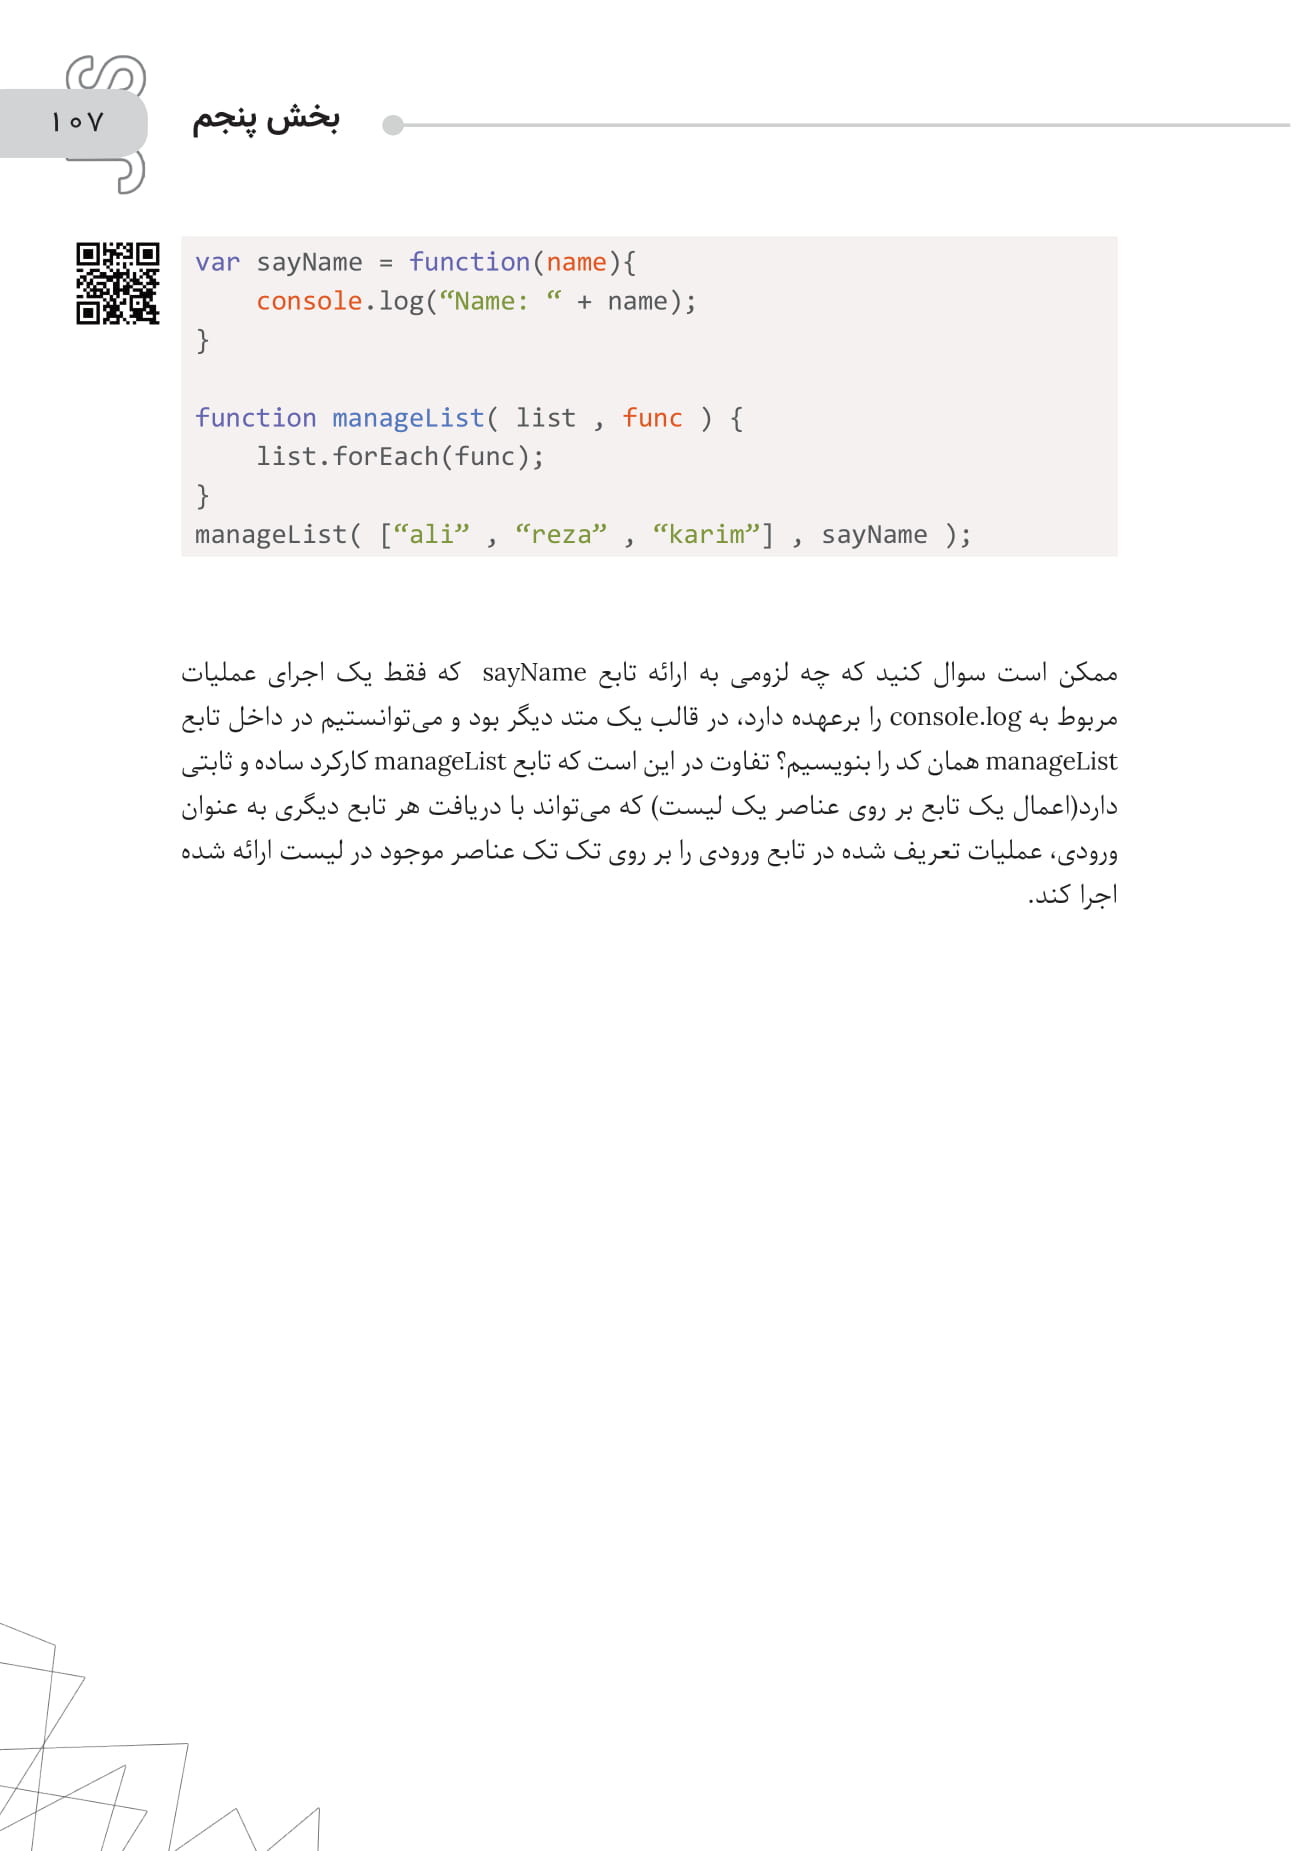 JS
۱۰۷
بخش پنجم
var sayName = function(name){
    console.log(“Name: “ + name);
}
function manageList( list , func ) {
    list.forEach(func);
}
manageList( [“ali” , “reza” , “karim”] , sayName );
ممکن است سوال کنید که چه لزومی به ارائه تابع sayName که فقط یک اجرای عملیات
مربوط به console.log را برعهده دارد، در قالب یک متد دیگر بود و می‌توانستیم در داخل تابع
manageList همان کد را بنویسیم؟ تفاوت در این است که تابع manageList کارکرد ساده و ثابتی
دارد(اعمال یک تابع بر روی عناصر یک لیست) که می‌تواند با دریافت هر تابع دیگری به عنوان
ورودی، عملیات تعریف شده در تابع ورودی را بر روی تک تک عناصر موجود در لیست ارائه شده
اجرا کند.